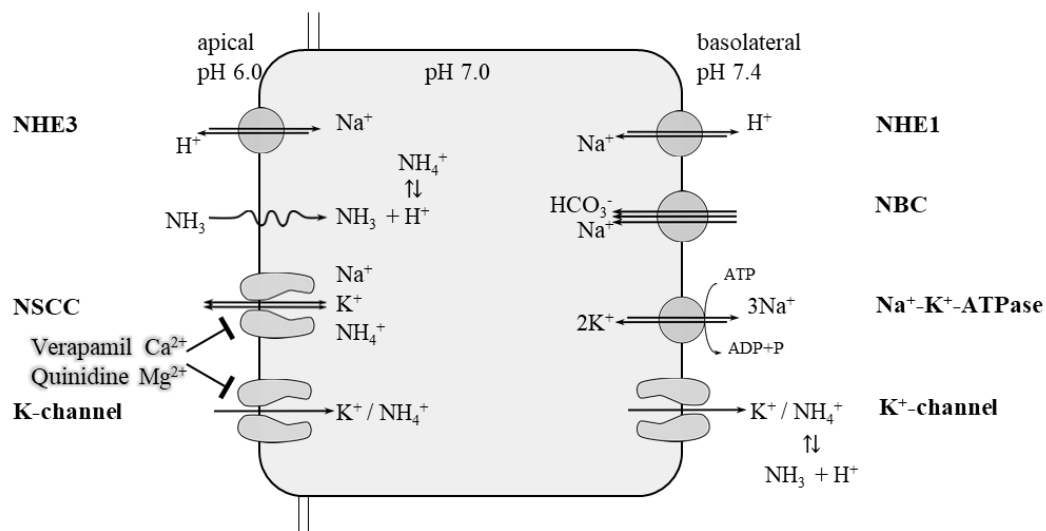 apical
pH 6.0
pH 7.0
basolateral
pH 7.4
NHE3
H⁺
Na⁺
Na⁺
H⁺
NHE1
NH₄⁺
⇅
NH₃
NH₃ + H⁺
HCO₃⁻
Na⁺
NBC
NSCC
Na⁺
K⁺
NH₄⁺
ATP
2K⁺
3Na⁺
ADP+P
Na⁺-K⁺-ATPase
Verapamil Ca²⁺
Quinidine Mg²⁺
K-channel
K⁺ / NH₄⁺
K⁺ / NH₄⁺
⇅
NH₃ + H⁺
K⁺-channel